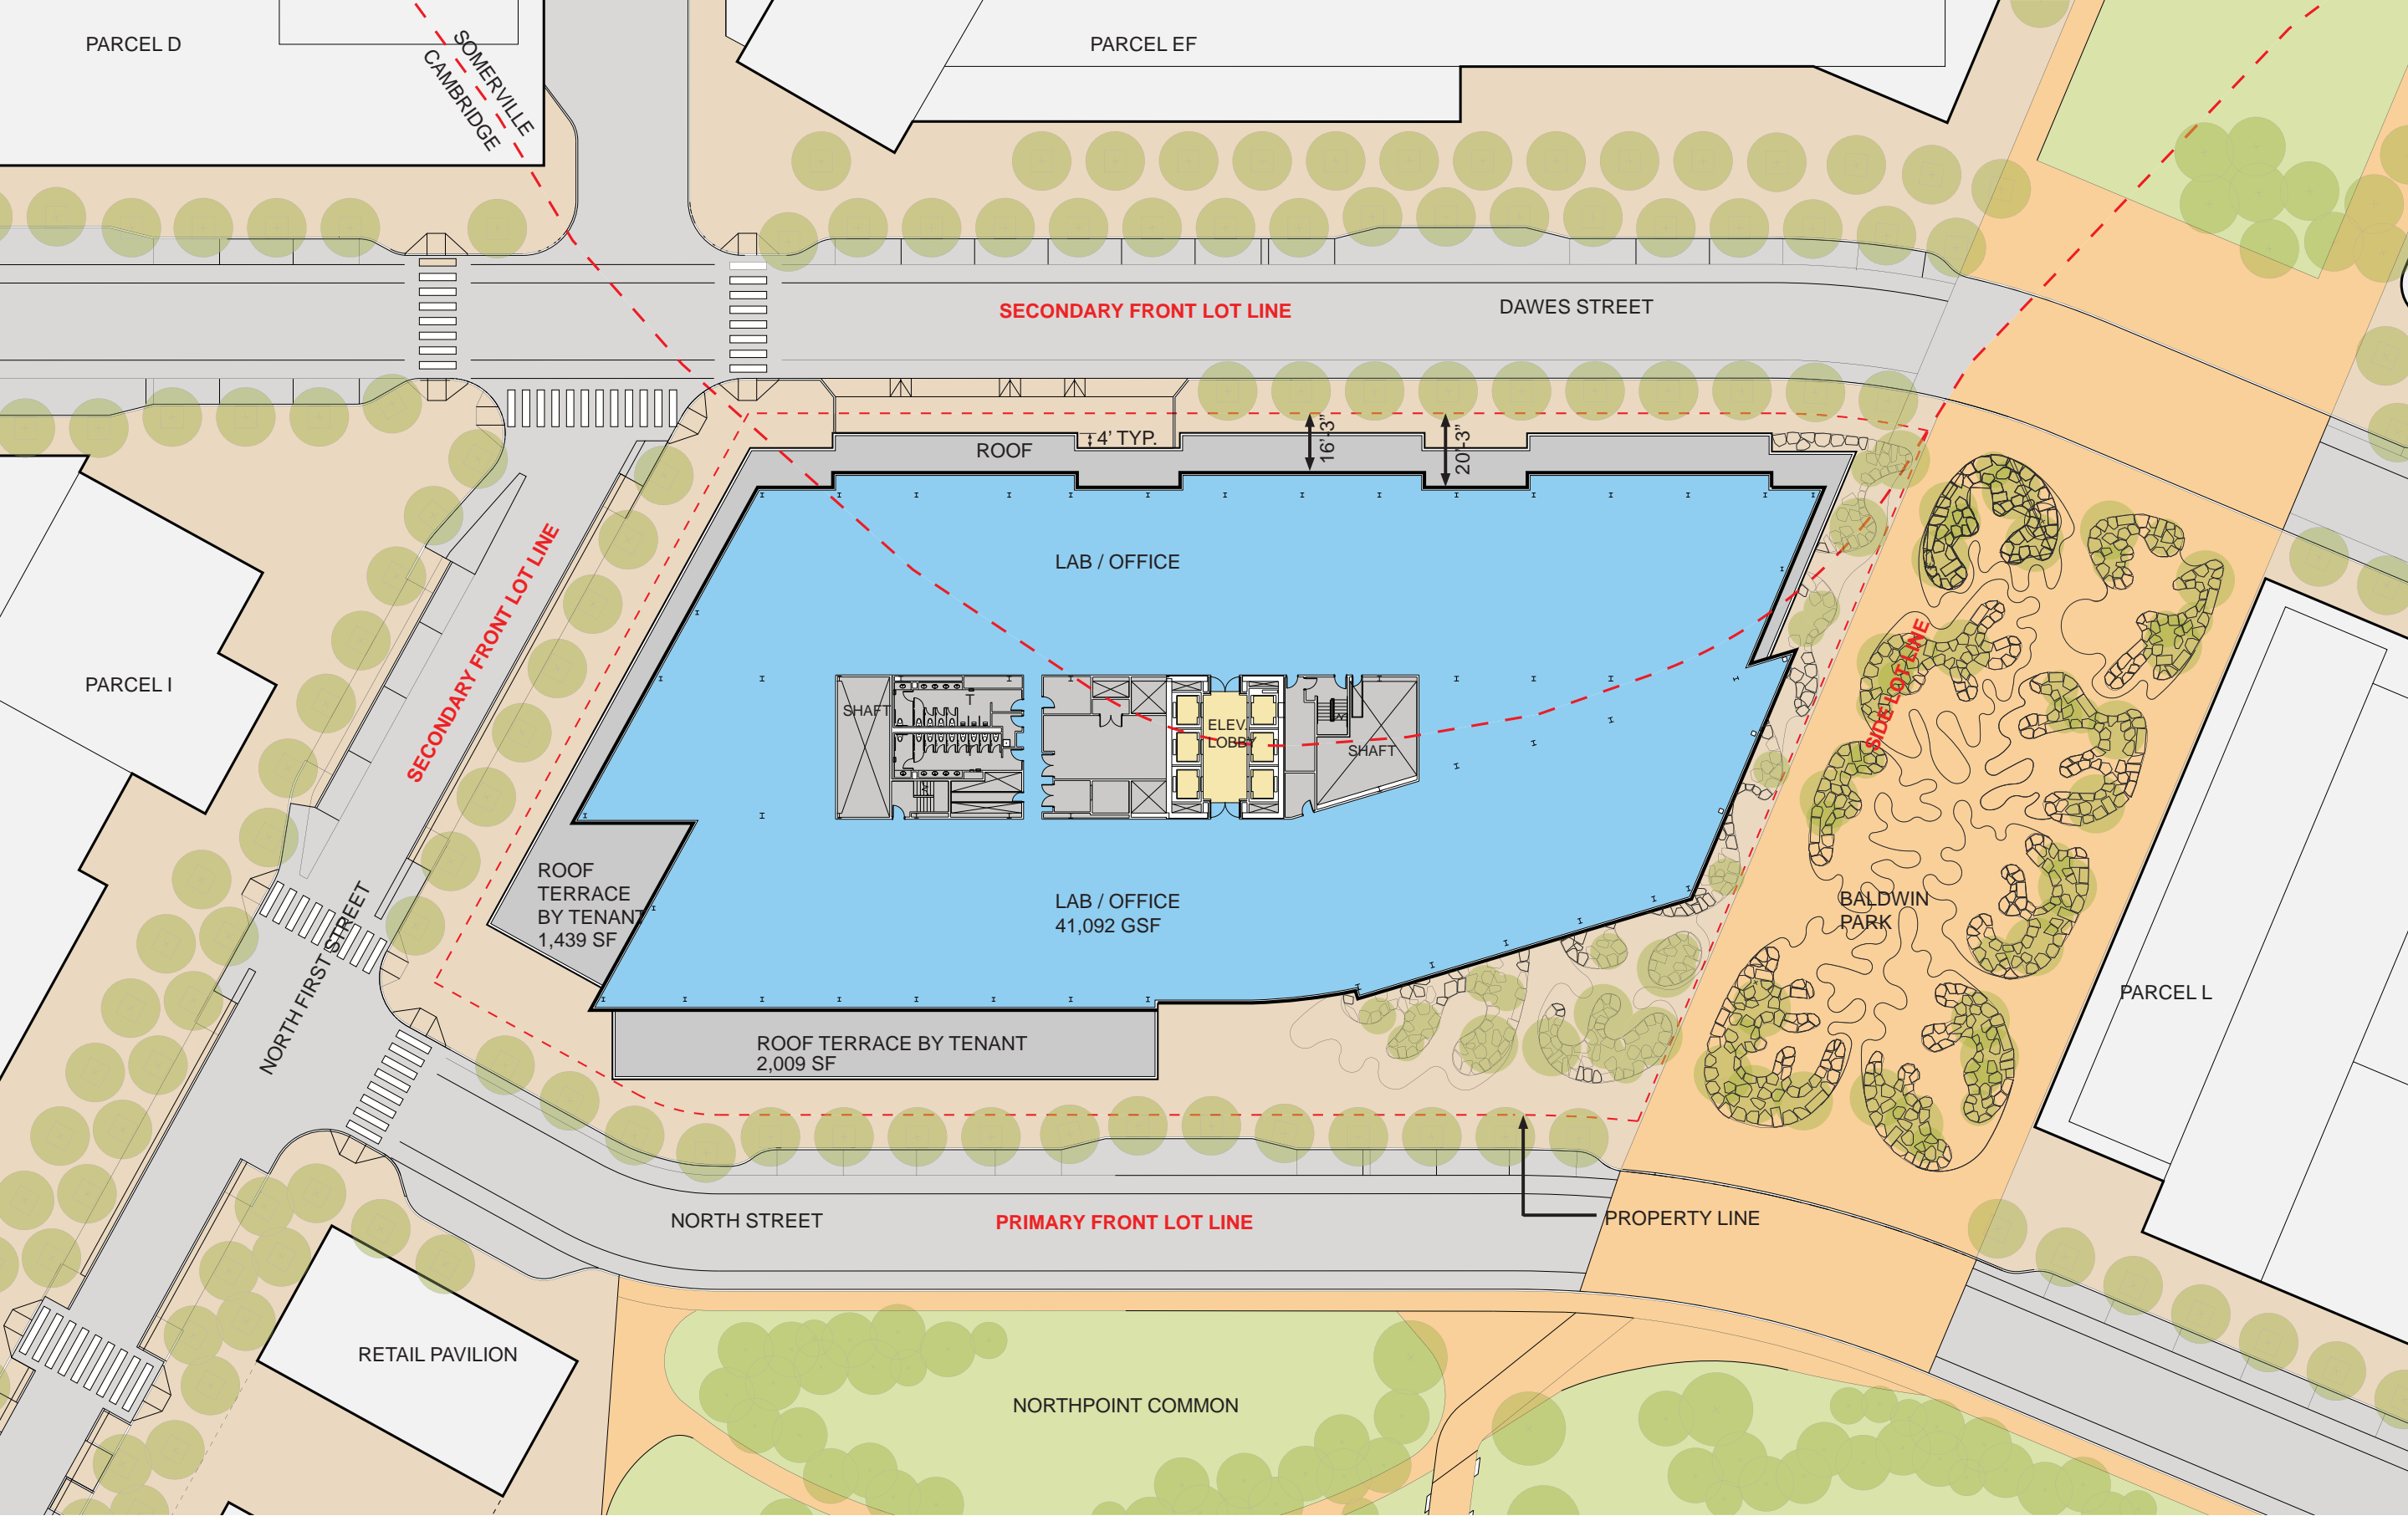 PARCEL D
SOMERVILLE
CAMBRIDGE
PARCEL EF
SECONDARY FRONT LOT LINE
DAWES STREET
ROOF
4' TYP.
16'-3"
20'-3"
LAB / OFFICE
SECONDARY FRONT LOT LINE
PARCEL I
SHAFT
ELEV.
LOBBY
SHAFT
SIDE LOT LINE
ROOF
TERRACE
BY TENANT
1,439 SF
LAB / OFFICE
41,092 GSF
BALDWIN
PARK
NORTH FIRST STREET
PARCEL L
ROOF TERRACE BY TENANT
2,009 SF
NORTH STREET
PRIMARY FRONT LOT LINE
PROPERTY LINE
RETAIL PAVILION
NORTHPOINT COMMON